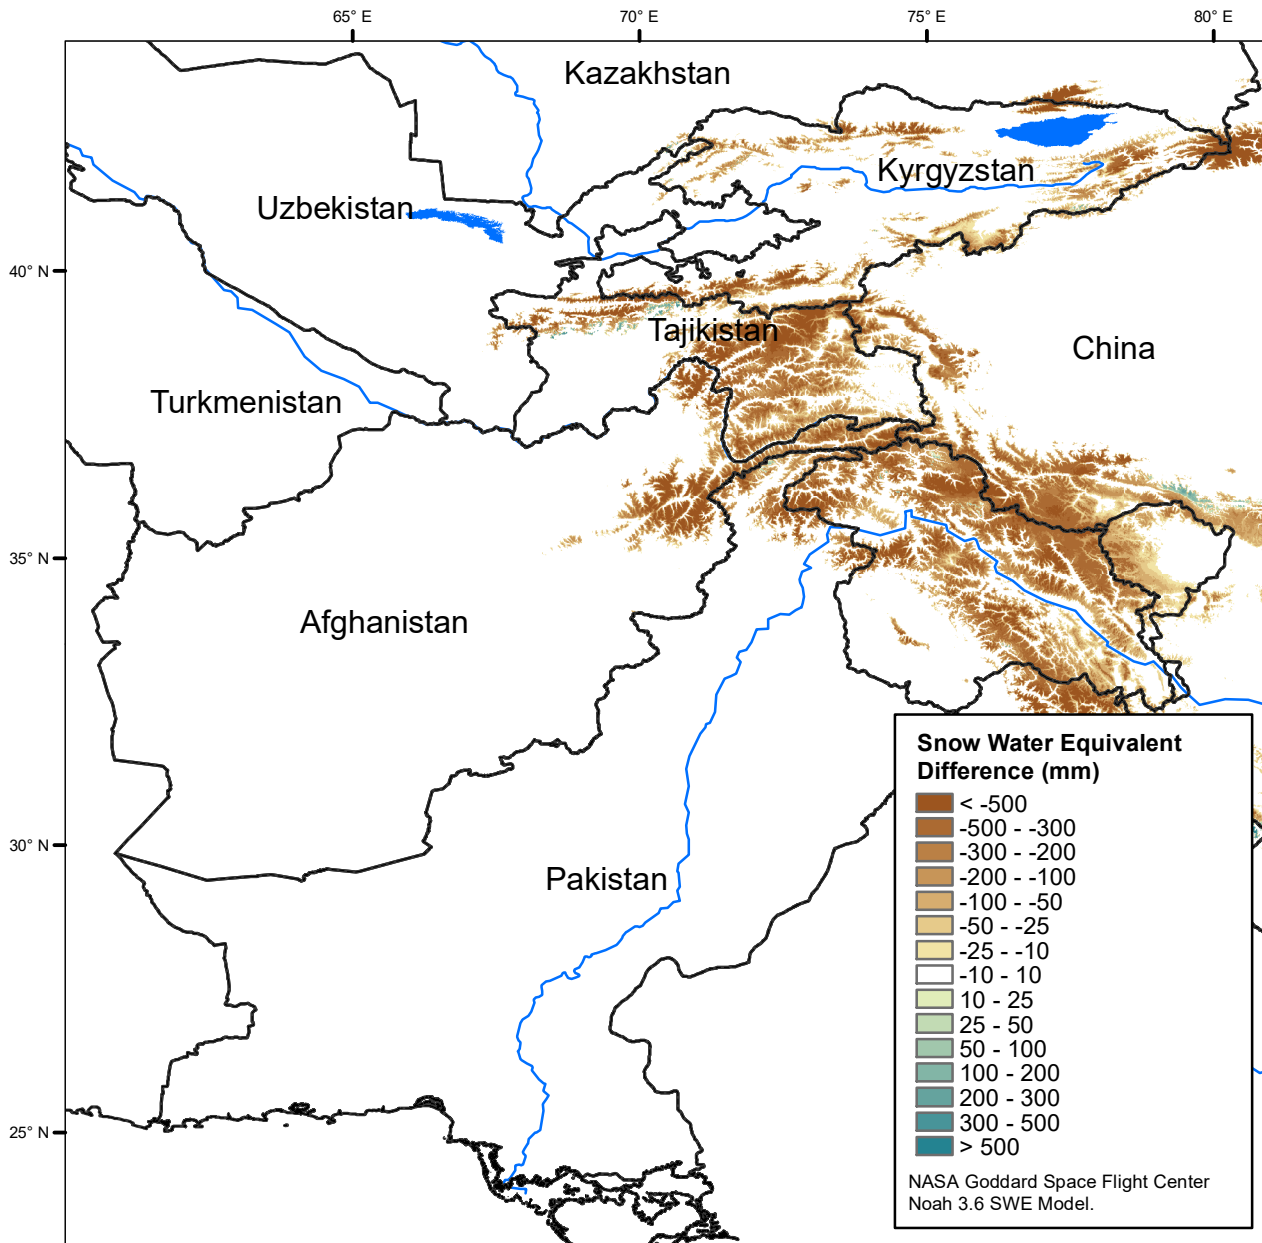 65° E
70° E
75° E
80° E
Kazakhstan
Kyrgyzstan
Uzbekistan
40° N
Tajikistan
China
Turkmenistan
35° N
Afghanistan
Snow Water Equivalent
Difference (mm)
< -500
-500 - -300
-300 - -200
-200 - -100
-100 - -50
-50 - -25
-25 - -10
-10 - 10
10 - 25
25 - 50
50 - 100
100 - 200
200 - 300
300 - 500
> 500
NASA Goddard Space Flight Center
Noah 3.6 SWE Model.
30° N
Pakistan
25° N